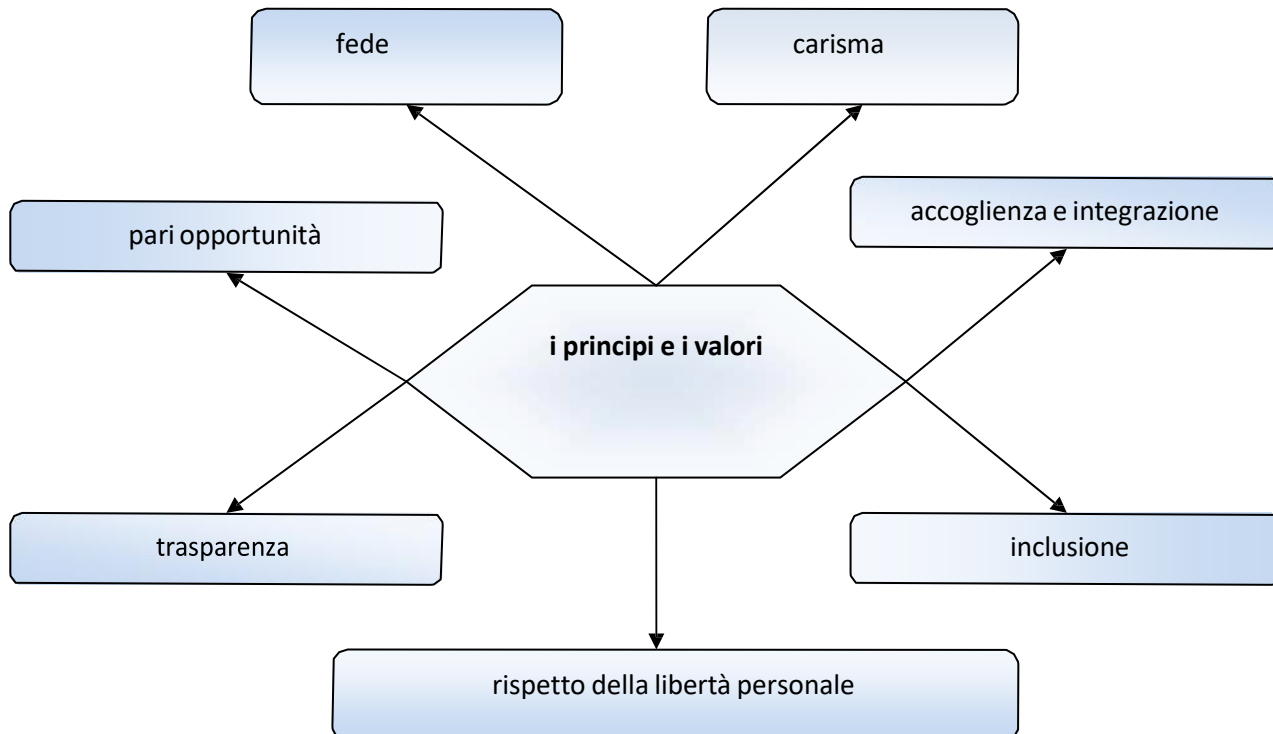 fede
carisma
accoglienza e integrazione
pari opportunità
i principi e i valori
trasparenza
inclusione
rispetto della libertà personale